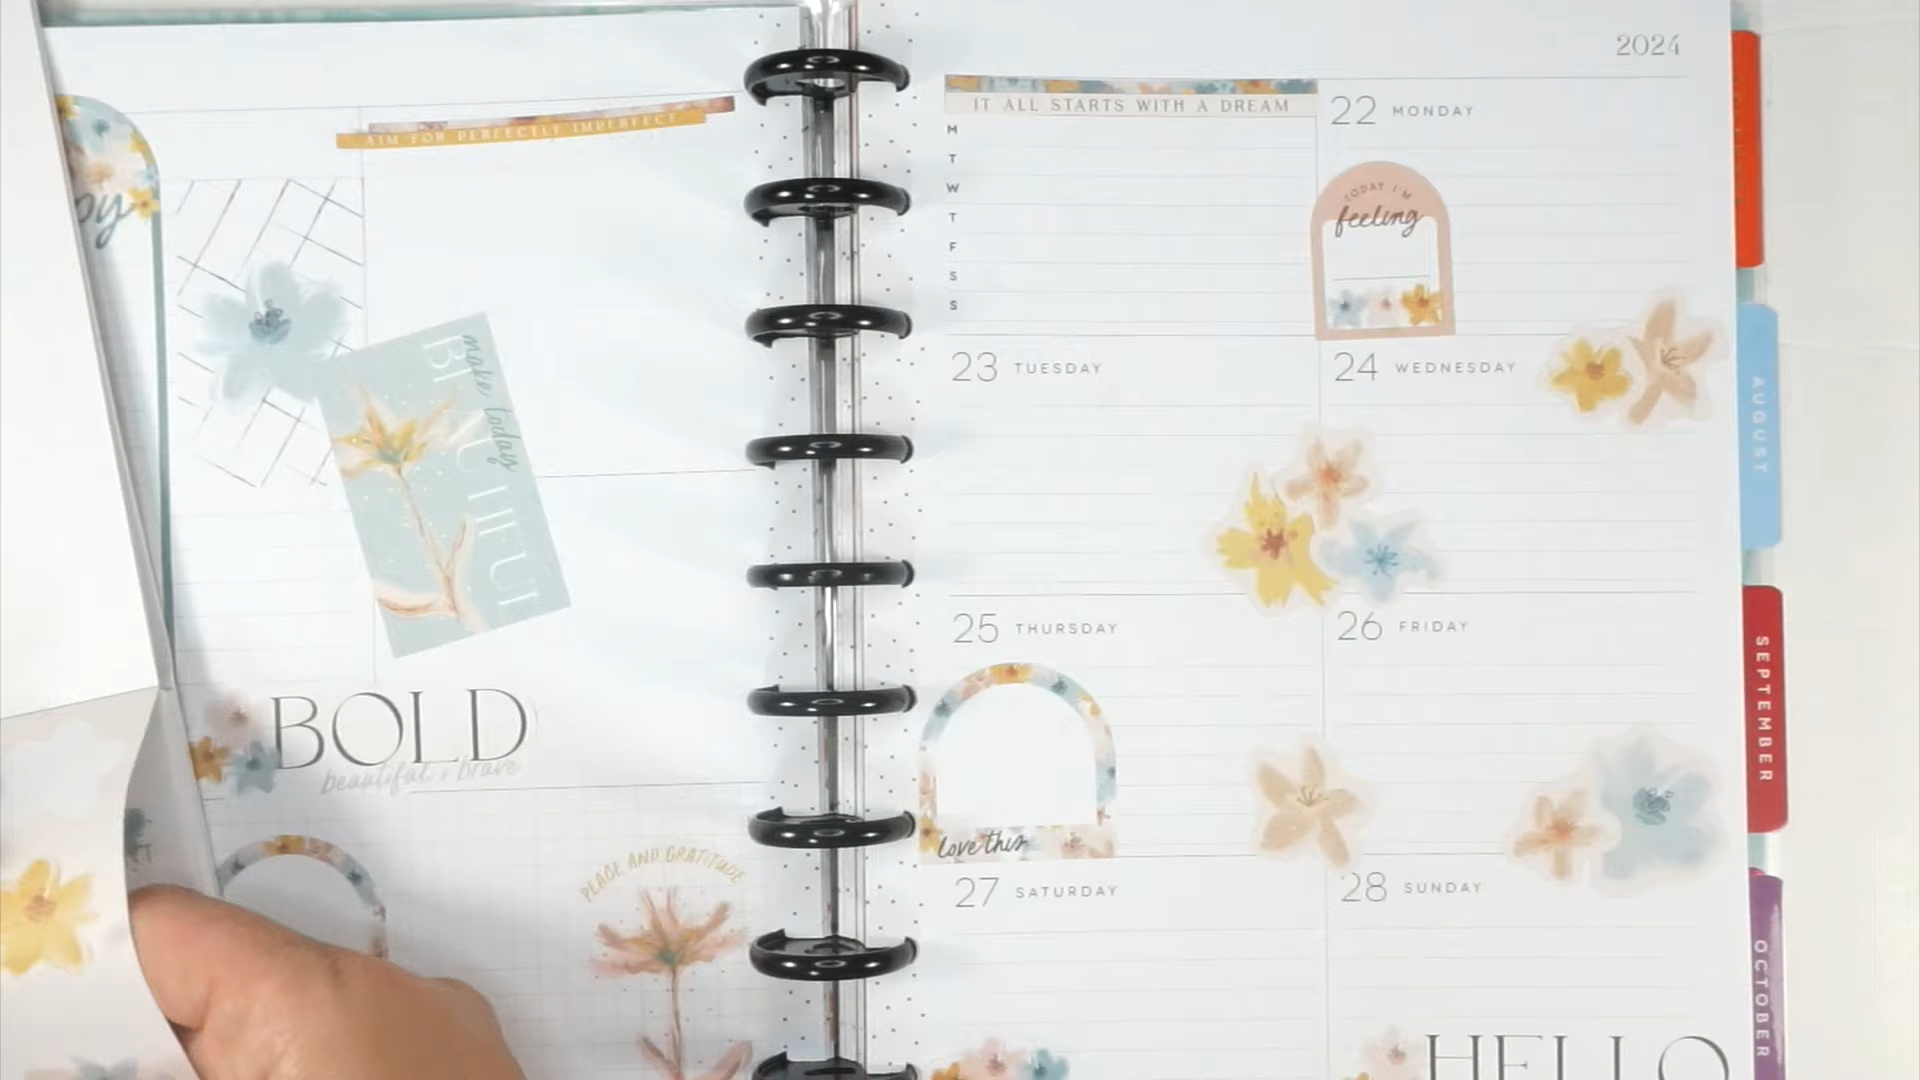 AIM FOR PERFECTLY IMPERFECT
make today
BEAUTIFUL
BOLD
beautiful + brave
PEACE AND GRATITUDE
2024
IT ALL STARTS WITH A DREAM
M
T
W
T
F
S
S
22 MONDAY
TODAY I'M
feeling
23 TUESDAY
24 WEDNESDAY
25 THURSDAY
love this
26 FRIDAY
27 SATURDAY
28 SUNDAY
HELLO
AUGUST
SEPTEMBER
OCTOBER